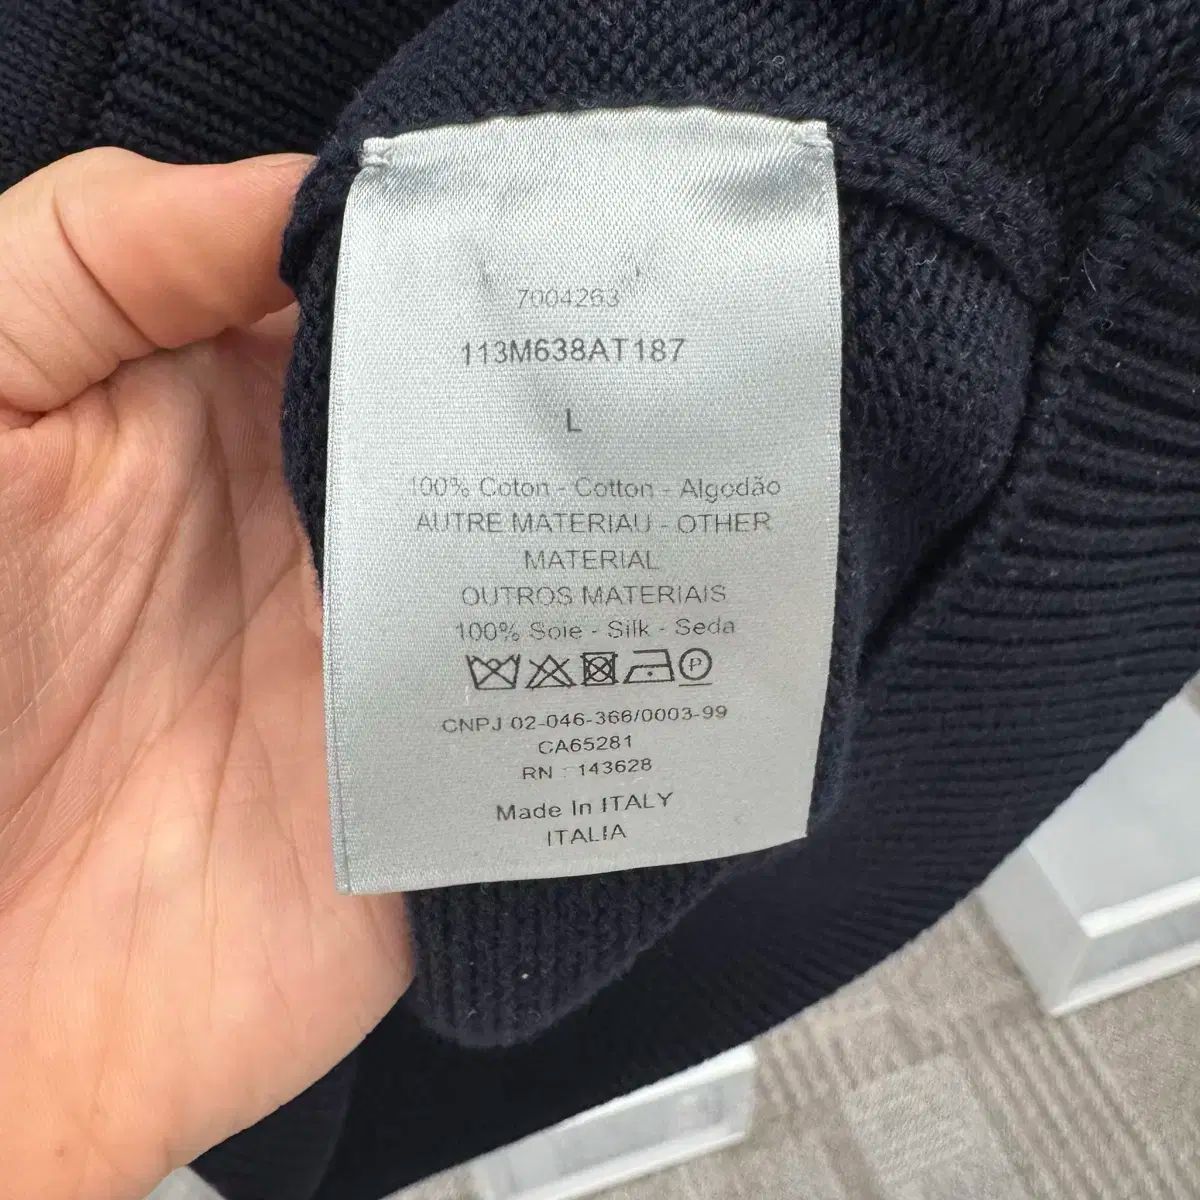 7004263
113M638AT187
L
100% Coton - Cotton - Algodão
AUTRE MATERIAU - OTHER
MATERIAL
OUTROS MATERIAIS
100% Soie - Silk - Seda
P
CNPJ 02-046-366/0003-99
CA65281
RN : 143628
Made In ITALY
ITALIA